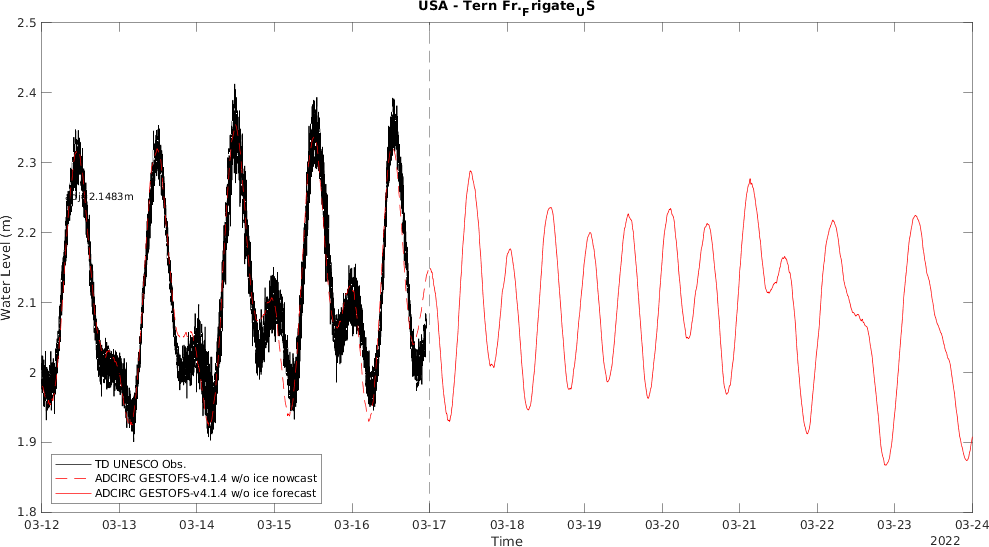 USA - Tern Fr.FrigateUS
2.5
2.4
2.3
2.2
2.1
2
1.9
1.8
Water Level (m)
2.1483m
TD UNESCO Obs.
ADCIRC GESTOFS-v4.1.4 w/o ice nowcast
ADCIRC GESTOFS-v4.1.4 w/o ice forecast
03-12 03-13 03-14 03-15 03-16 03-17 03-18 03-19 03-20 03-21 03-22 03-23 03-24
Time
2022